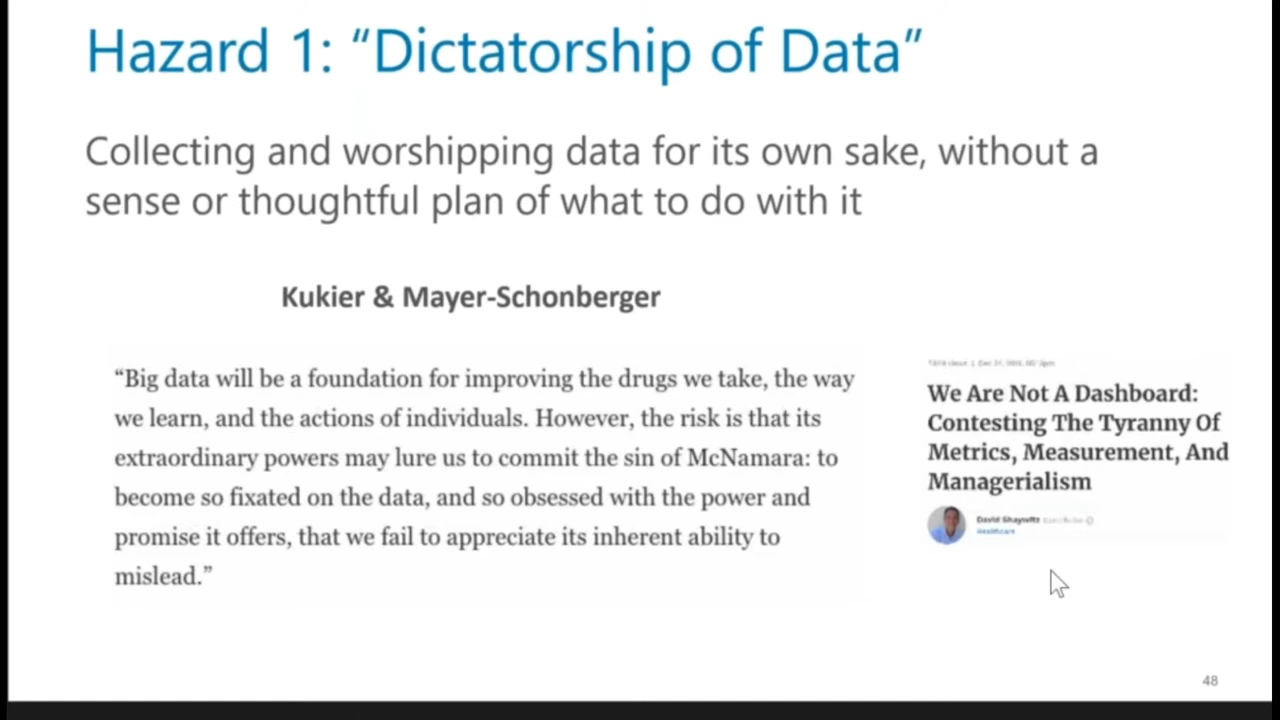 Hazard 1: “Dictatorship of Data”
Collecting and worshipping data for its own sake, without a
sense or thoughtful plan of what to do with it
Kukier & Mayer-Schonberger
“Big data will be a foundation for improving the drugs we take, the way
we learn, and the actions of individuals. However, the risk is that its
extraordinary powers may lure us to commit the sin of McNamara: to
become so fixated on the data, and so obsessed with the power and
promise it offers, that we fail to appreciate its inherent ability to
mislead.”
We Are Not A Dashboard:
Contesting The Tyranny Of
Metrics, Measurement, And
Managerialism
David Shaywitz Contributor
Healthcare
48